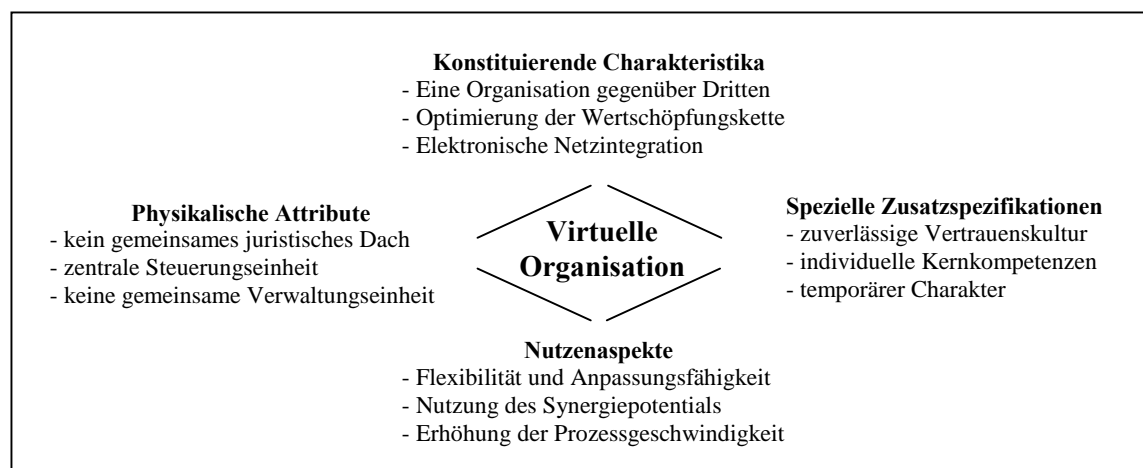 Konstituierende Charakteristika
- Eine Organisation gegenüber Dritten
- Optimierung der Wertschöpfungskette
- Elektronische Netzintegration
Physikalische Attribute
- kein gemeinsames juristisches Dach
- zentrale Steuerungseinheit
- keine gemeinsame Verwaltungseinheit
Virtuelle
Organisation
Spezielle Zusatzspezifikationen
- zuverlässige Vertrauenskultur
- individuelle Kernkompetenzen
- temporärer Charakter
Nutzenaspekte
- Flexibilität und Anpassungsfähigkeit
- Nutzung des Synergiepotentials
- Erhöhung der Prozessgeschwindigkeit